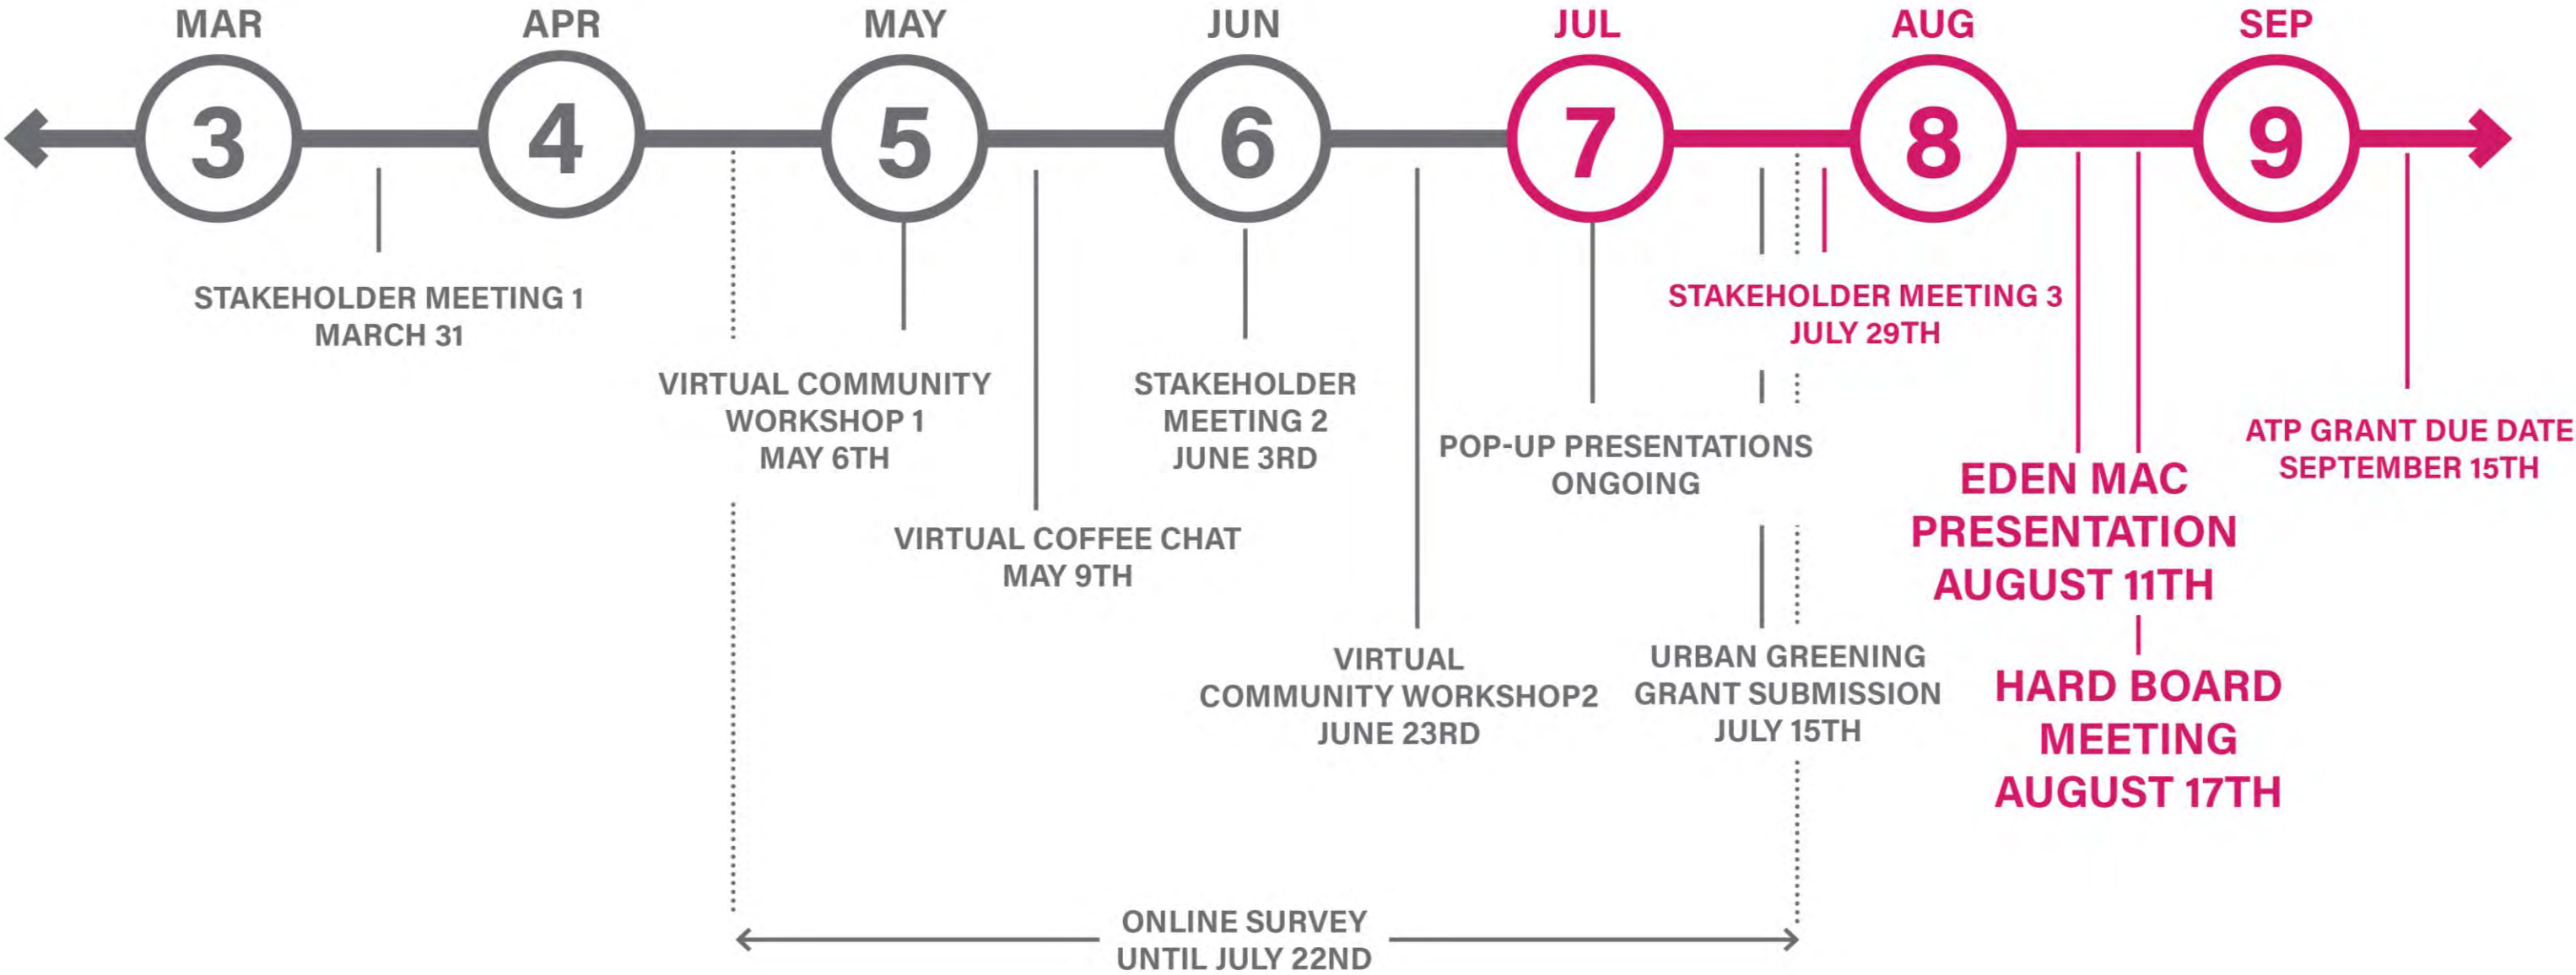 MAR
APR
MAY
JUN
JUL
AUG
SEP
3
4
5
6
7
8
9
STAKEHOLDER MEETING 1
MARCH 31
VIRTUAL COMMUNITY
WORKSHOP 1
MAY 6TH
VIRTUAL COFFEE CHAT
MAY 9TH
STAKEHOLDER
MEETING 2
JUNE 3RD
VIRTUAL
COMMUNITY WORKSHOP2
JUNE 23RD
POP-UP PRESENTATIONS
ONGOING
STAKEHOLDER MEETING 3
JULY 29TH
URBAN GREENING
GRANT SUBMISSION
JULY 15TH
EDEN MAC
PRESENTATION
AUGUST 11TH
HARD BOARD
MEETING
AUGUST 17TH
ATP GRANT DUE DATE
SEPTEMBER 15TH
ONLINE SURVEY
UNTIL JULY 22ND